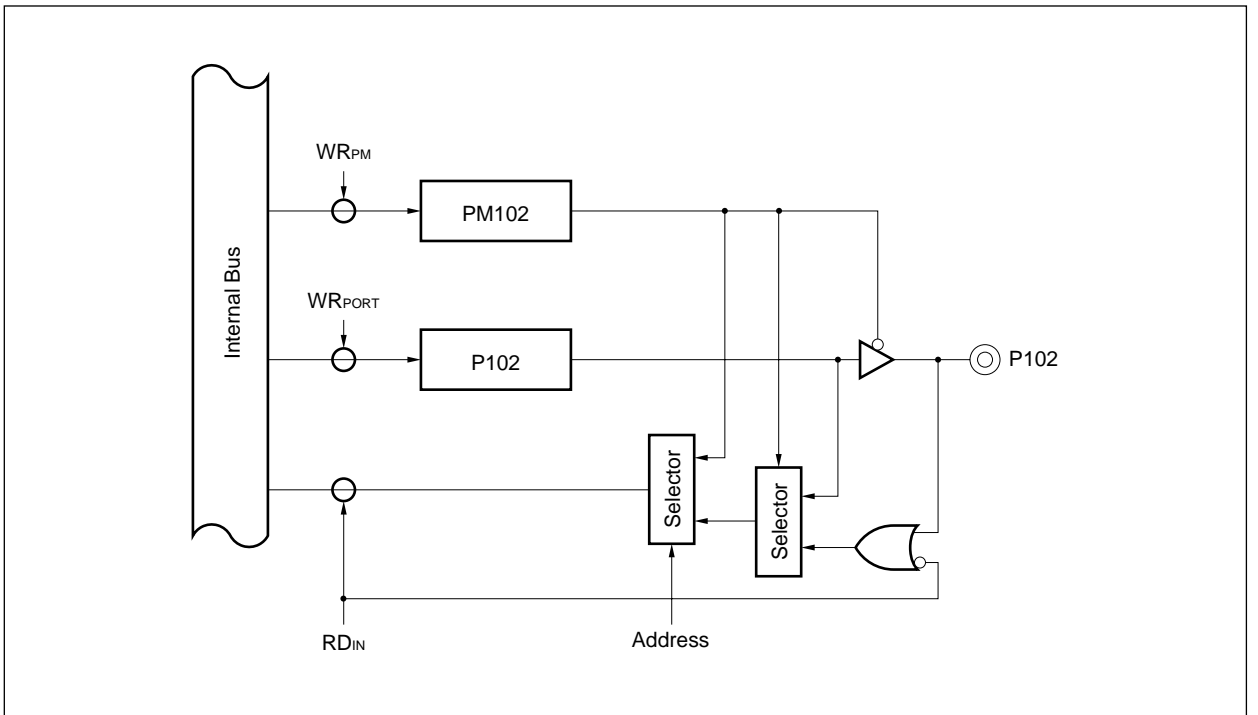 WRPM
PM102
Internal Bus
WRPORT
P102
P102
Selector
Selector
RDIN
Address